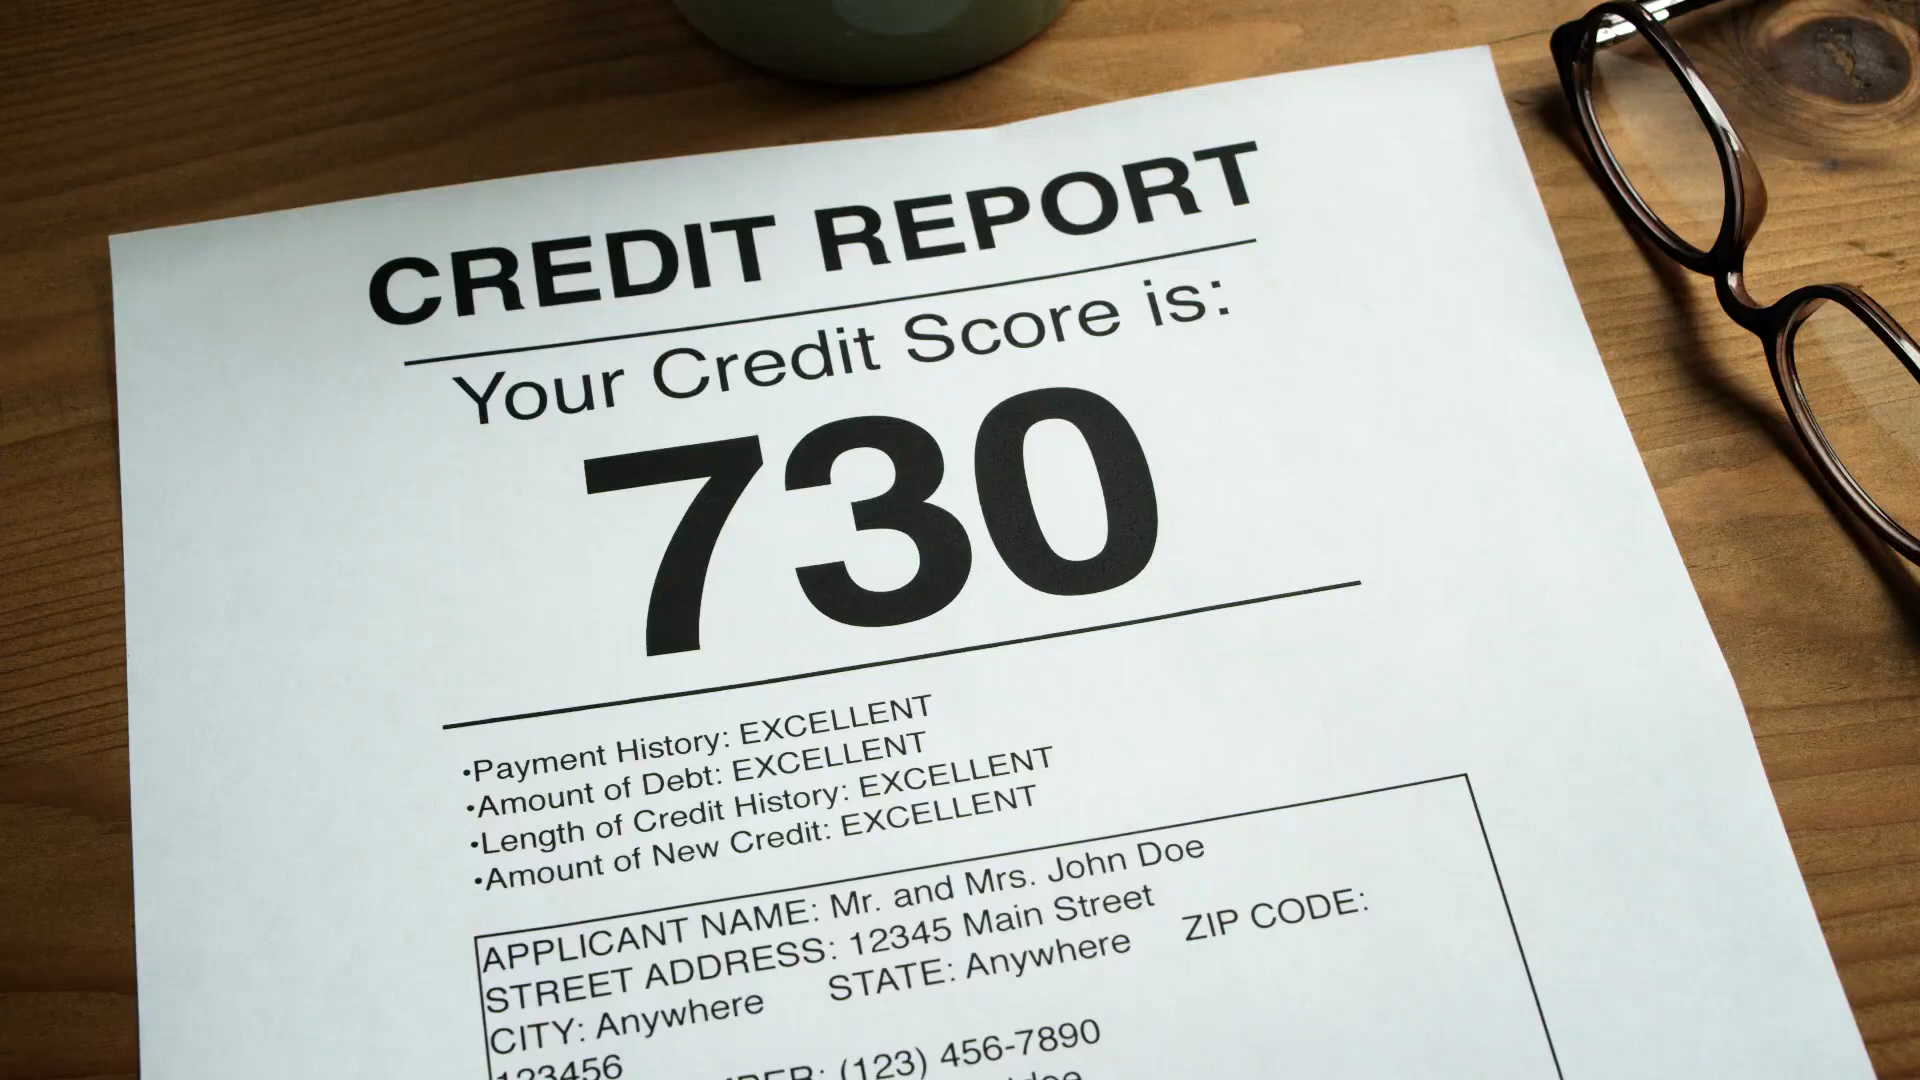 CREDIT REPORT
Your Credit Score is:
730
•Payment History: EXCELLENT
•Amount of Debt: EXCELLENT
•Length of Credit History: EXCELLENT
•Amount of New Credit: EXCELLENT
APPLICANT NAME: Mr. and Mrs. John Doe
STREET ADDRESS: 12345 Main Street
CITY: Anywhere STATE: Anywhere ZIP CODE:
123456
(123) 456-7890